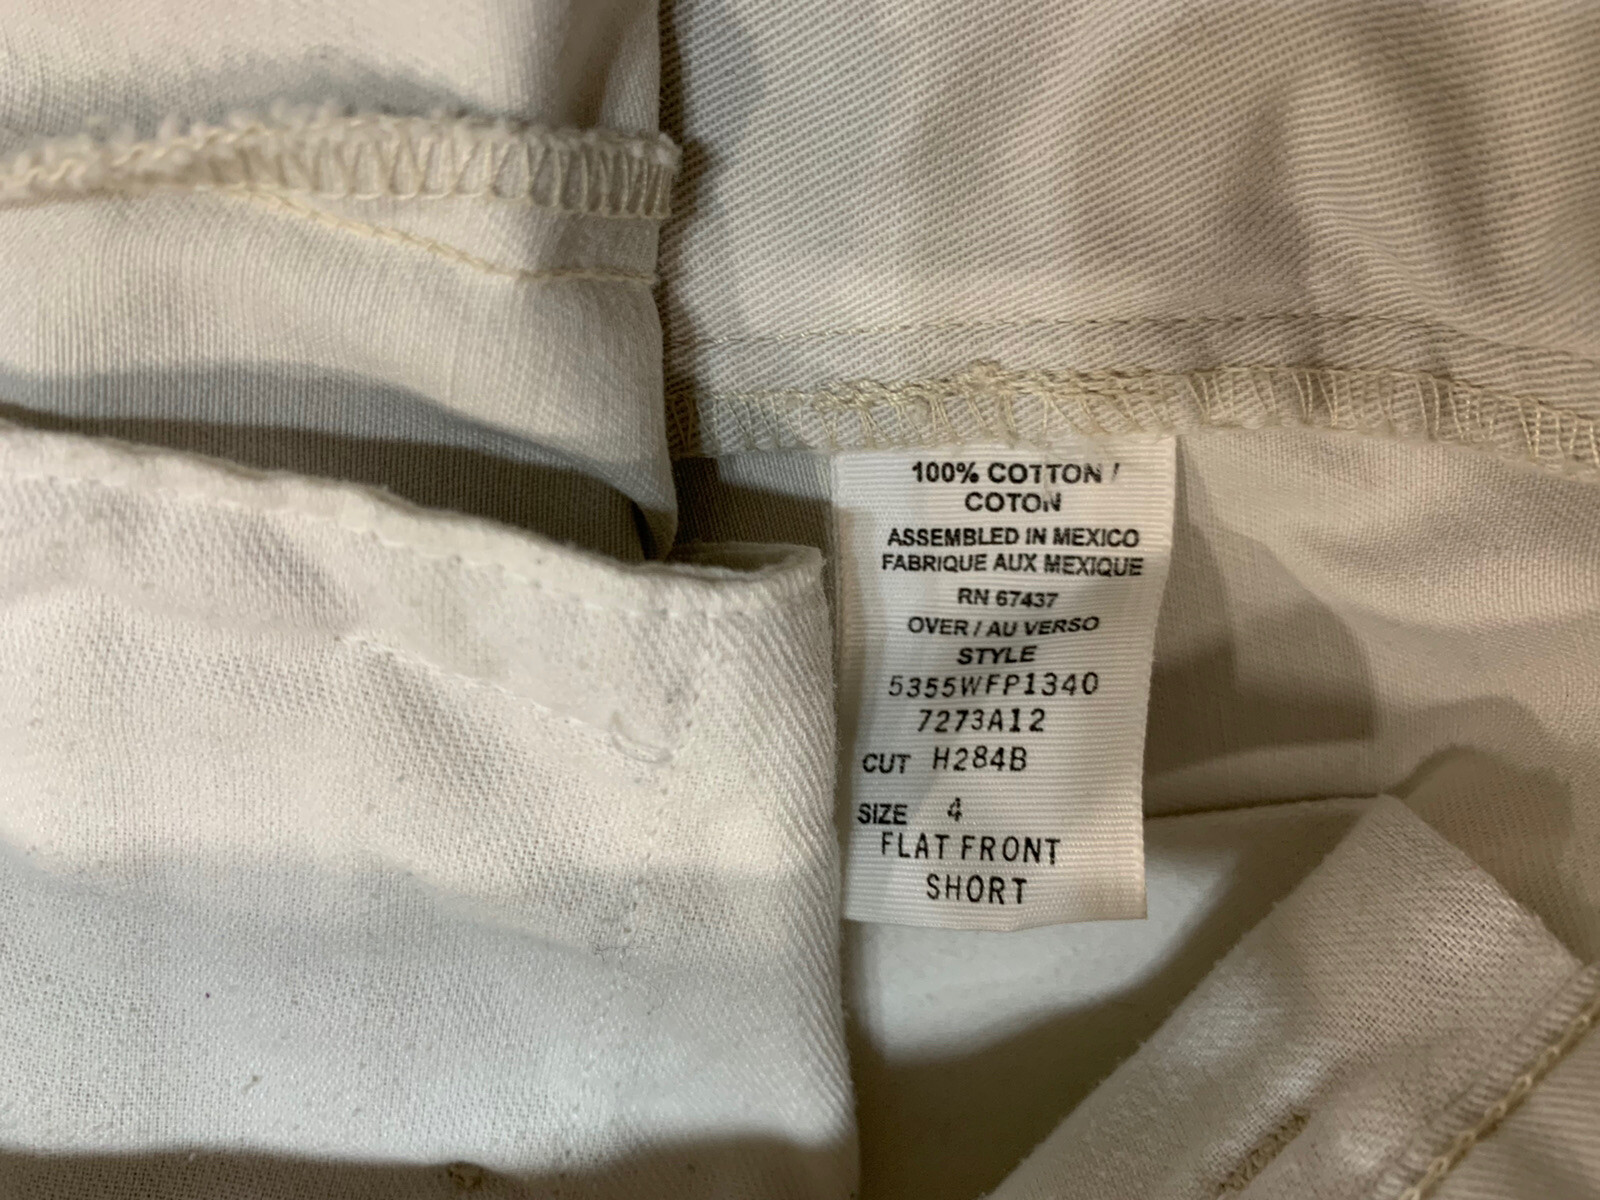 100% COTTON /
COTON
ASSEMBLED IN MEXICO
FABRIQUE AUX MEXIQUE
RN 67437
OVER / AU VERSO
STYLE
5355WFP1340
7273A12
CUT H284B
SIZE 4
FLAT FRONT
SHORT